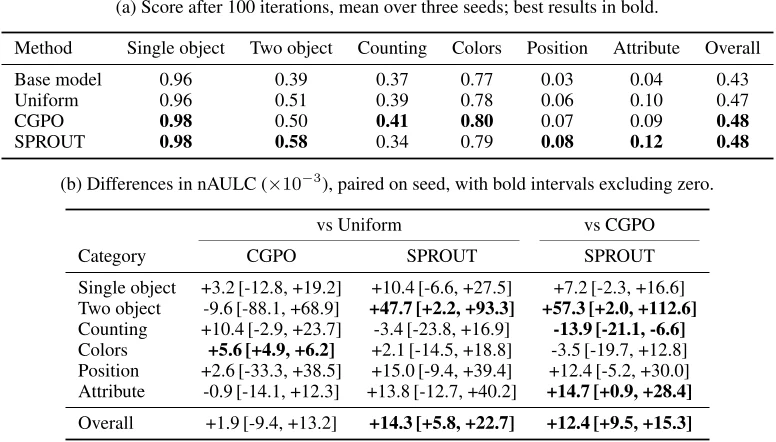 (a) Score after 100 iterations, mean over three seeds; best results in bold.
Method Single object Two object Counting Colors Position Attribute Overall
Base model 0.96 0.39 0.37 0.77 0.03 0.04 0.43
Uniform 0.96 0.51 0.39 0.78 0.06 0.10 0.47
CGPO 0.98 0.50 0.41 0.80 0.07 0.09 0.48
SPROUT 0.98 0.58 0.34 0.79 0.08 0.12 0.48
(b) Differences in nAULC (×10⁻³), paired on seed, with bold intervals excluding zero.
vs Uniform vs CGPO
Category CGPO SPROUT SPROUT
Single object +3.2 [-12.8, +19.2] +10.4 [-6.6, +27.5] +7.2 [-2.3, +16.6]
Two object -9.6 [-88.1, +68.9] +47.7 [+2.2, +93.3] +57.3 [+2.0, +112.6]
Counting +10.4 [-2.9, +23.7] -3.4 [-23.8, +16.9] -13.9 [-21.1, -6.6]
Colors +5.6 [+4.9, +6.2] +2.1 [-14.5, +18.8] -3.5 [-19.7, +12.8]
Position +2.6 [-33.3, +38.5] +15.0 [-9.4, +39.4] +12.4 [-5.2, +30.0]
Attribute -0.9 [-14.1, +12.3] +13.8 [-12.7, +40.2] +14.7 [+0.9, +28.4]
Overall +1.9 [-9.4, +13.2] +14.3 [+5.8, +22.7] +12.4 [+9.5, +15.3]